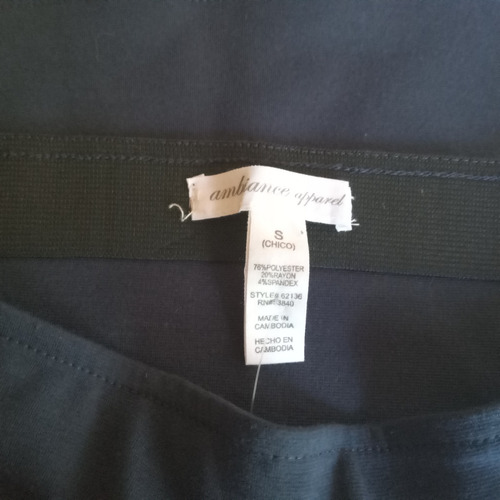 ambiance apparel
S
(CHICO)
76%POLYESTER
20%RAYON
4%SPANDEX
STYLE# 62136
MADE IN
CAMBODIA
HECHO EN
CAMBODIA